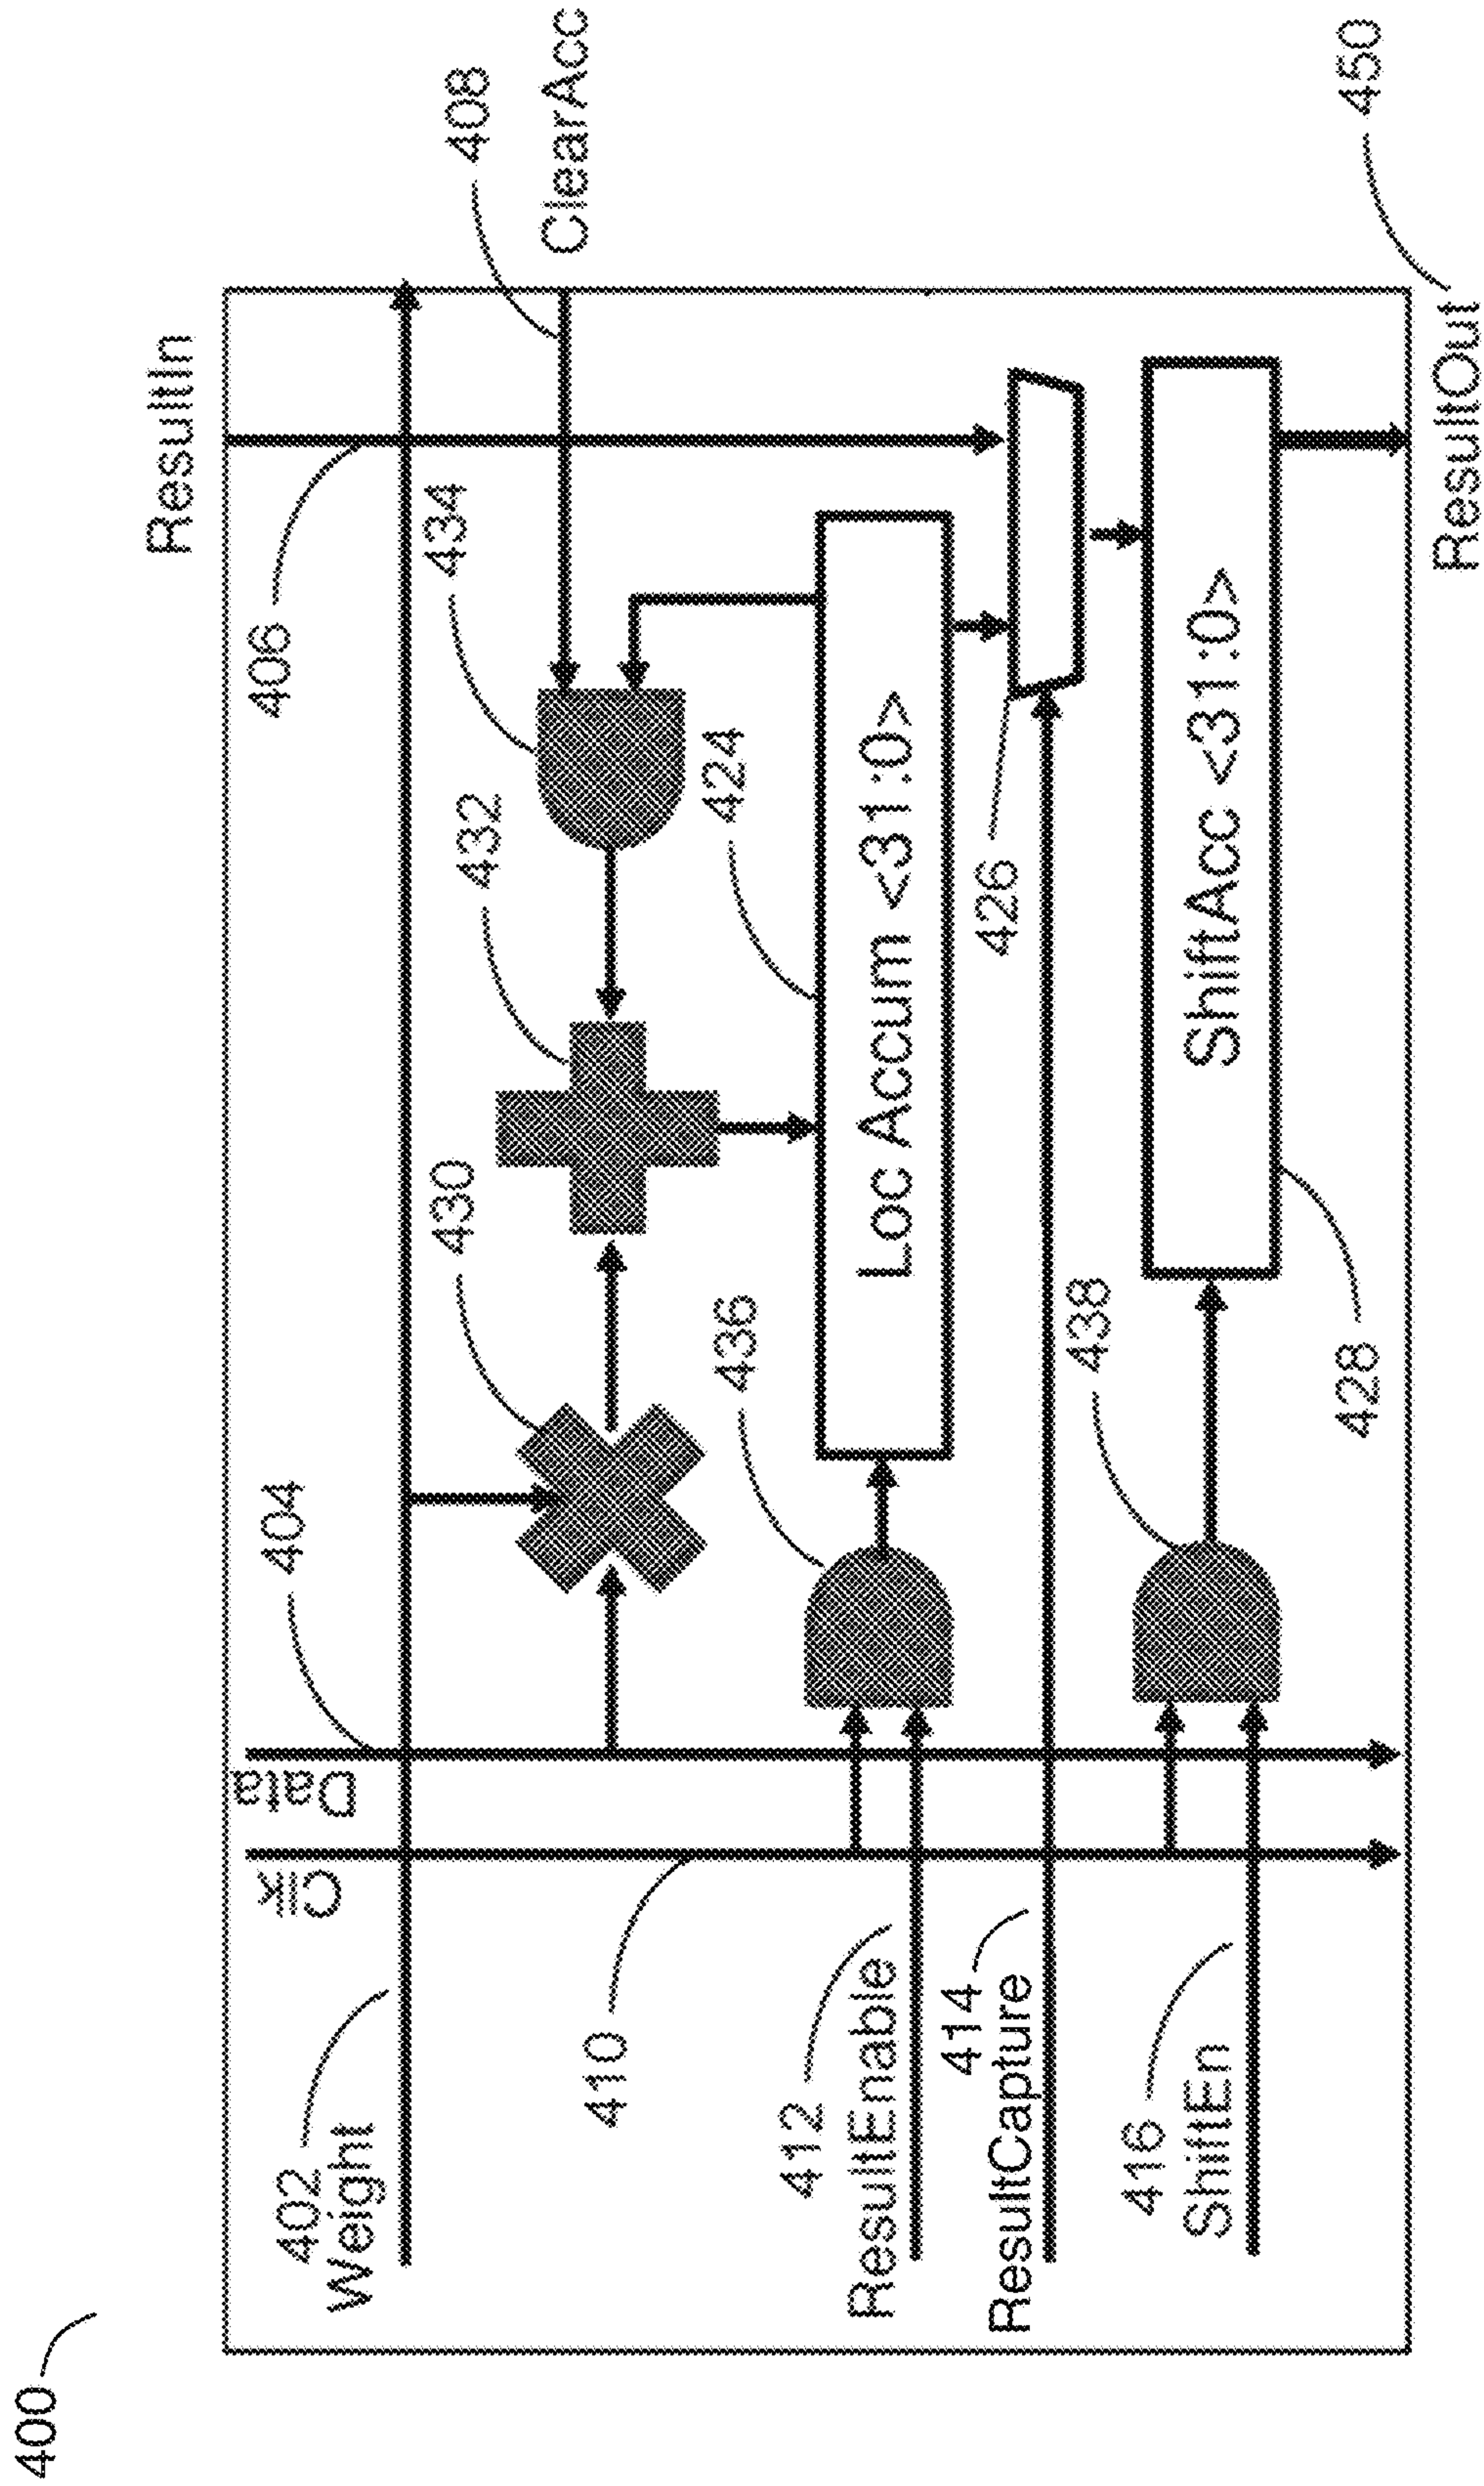 400
ResultIn
402
Weight
Clk
404
Data
406
408
ClearAcc
410
430
432
434
412
ResultEnable
436
424
Loc Accum <31:0>
414
ResultCapture
426
416
ShiftEn
438
ShiftAcc <31:0>
428
ResultOut
450